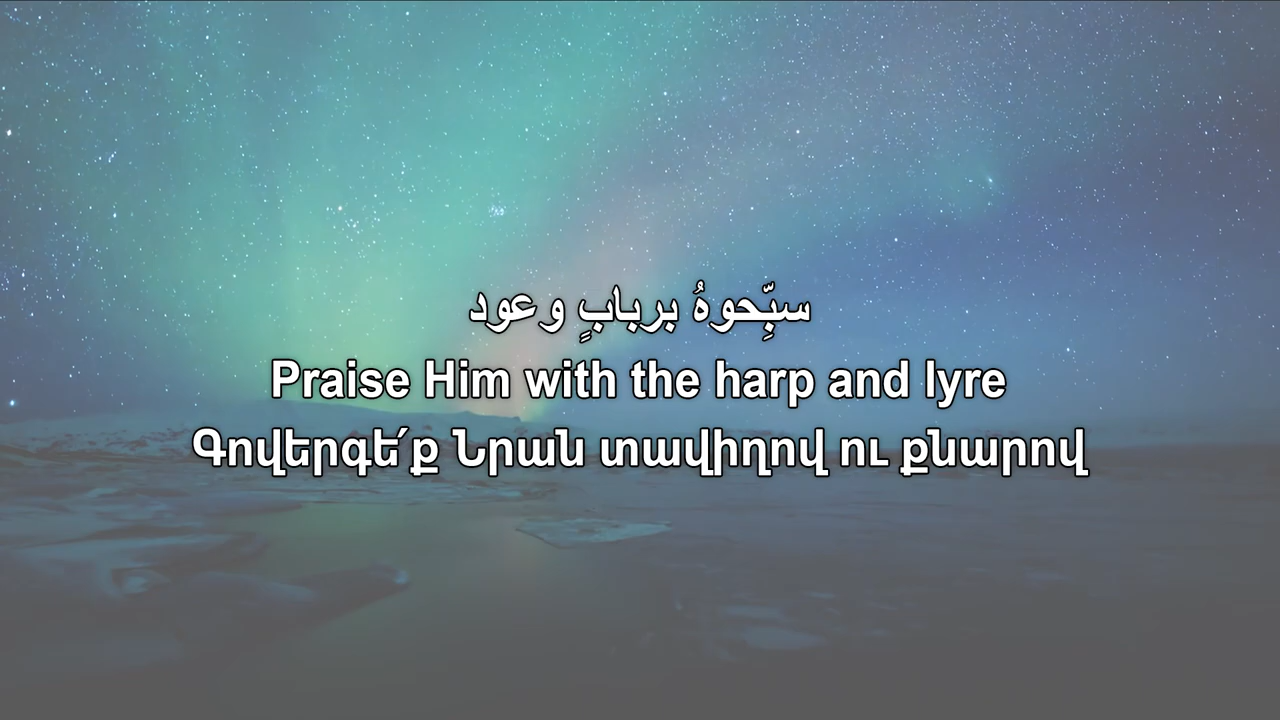 سبِّحوهُ بربابٍ وعود
Praise Him with the harp and lyre
Գովերգե՛ք Նրան տավիղով ու քնարով